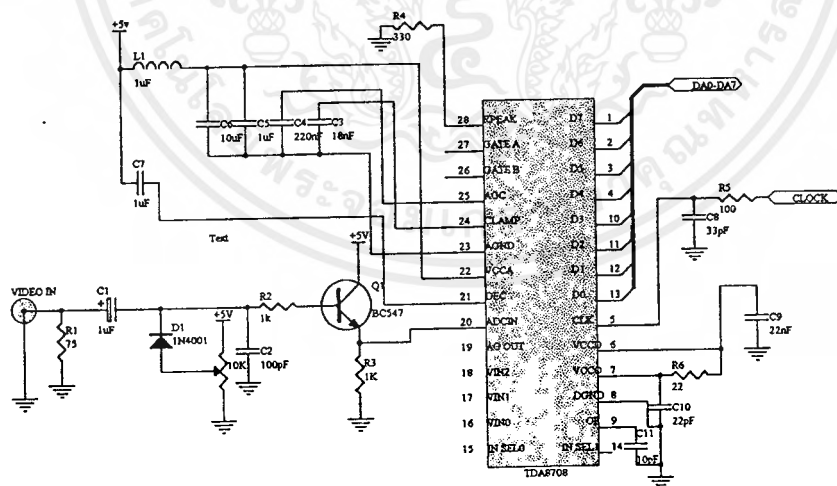 +5v
L1
1uF
C6
10uF
C5
1uF
C4
220nF
C3
18nF
C7
1uF
Text
R4
330
28 RPEAK
27 GATE A
26 GATE B
25 AGC
24 CLAMP
23 AGND
22 VCCA
21 DEC
20 ADCIN
19 AG OUT
18 VIN2
17 VIN1
16 VIN0
15 IN SEL0
D7 1
D6 2
D5 3
D4 4
D3 10
D2 11
D1 12
D0 13
CLK 5
VCCD 6
VCCO 7
DGND 8
OF 9
IN SEL1 14
TDA8708
DA0-DA7
R5
100
CLOCK
C8
33pF
C9
22nF
R6
22
C10
22pF
C11
10pF
VIDEO IN
R1
75
C1
+
1uF
D1
1N4001
+5V
10K
C2
100pF
R2
1k
+5V
Q1
BC547
R3
1K